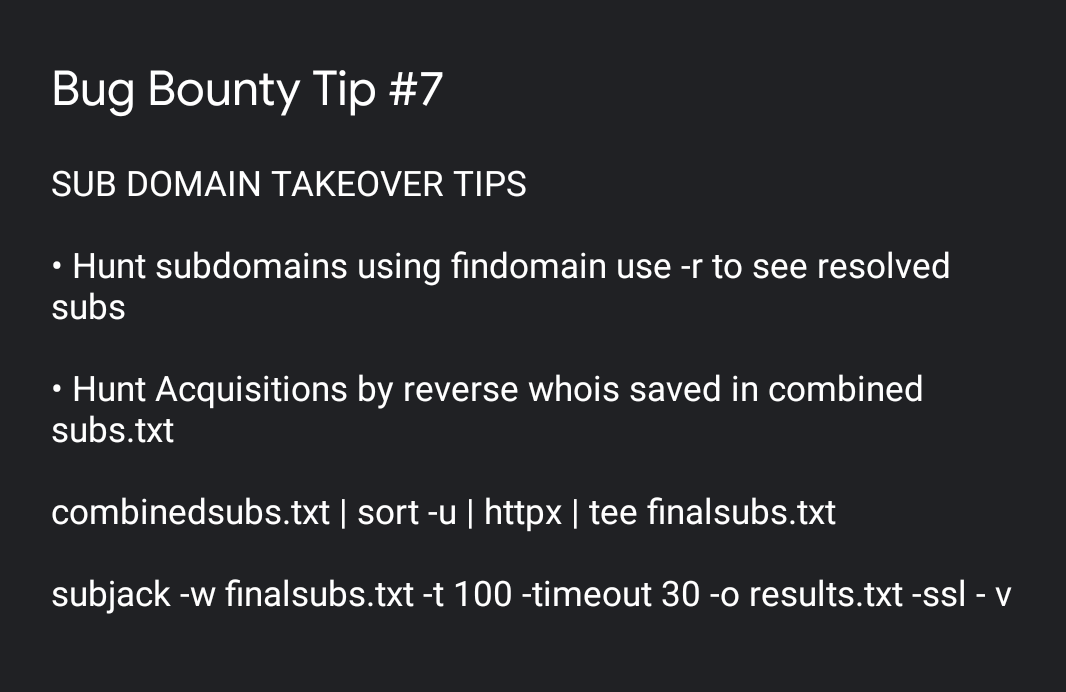 Bug Bounty Tip #7
SUB DOMAIN TAKEOVER TIPS
• Hunt subdomains using findomain use -r to see resolved
subs
• Hunt Acquisitions by reverse whois saved in combined
subs.txt
combinedsubs.txt | sort -u | httpx | tee finalsubs.txt
subjack -w finalsubs.txt -t 100 -timeout 30 -o results.txt -ssl - v